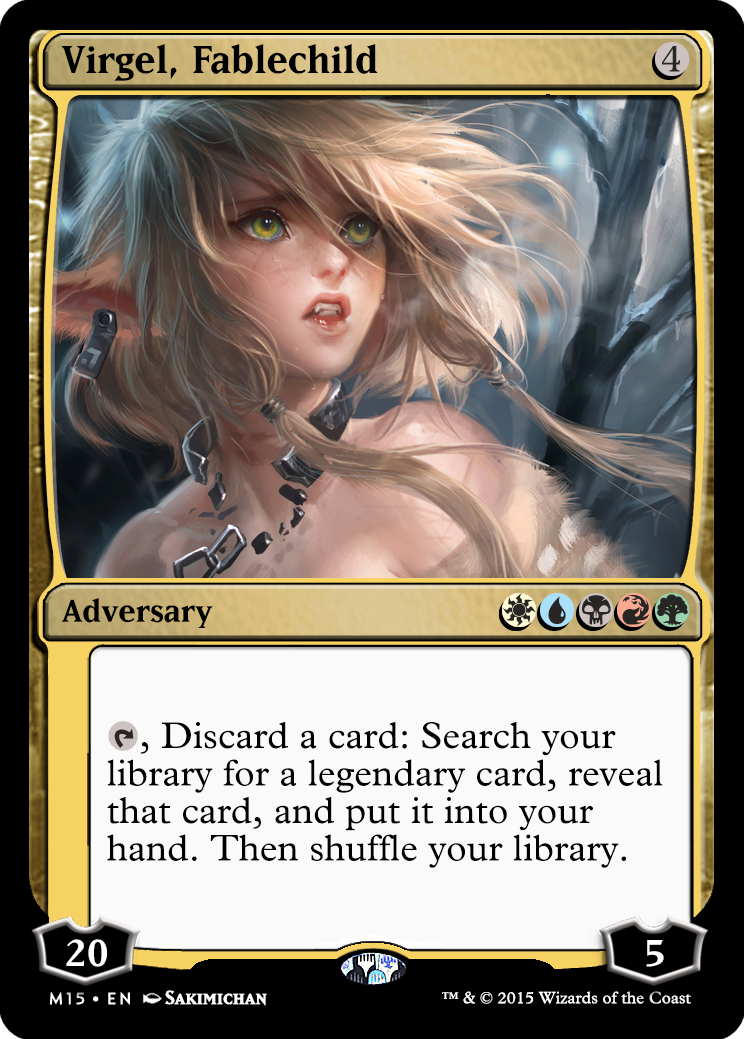 Virgel, Fablechild 4
Adversary
, Discard a card: Search your
library for a legendary card, reveal
that card, and put it into your
hand. Then shuffle your library.
20 5
M15 • EN SAKIMICHAN ™ & © 2015 Wizards of the Coast